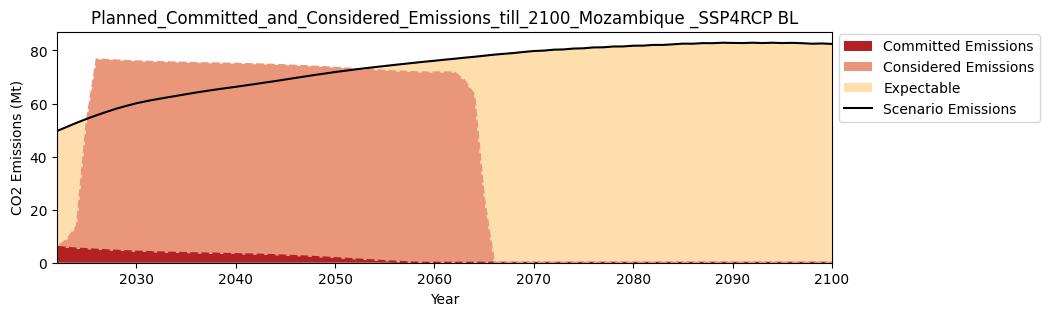 Planned_Committed_and_Considered_Emissions_till_2100_Mozambique _SSP4RCP BL
Committed Emissions
Considered Emissions
Expectable
Scenario Emissions
CO2 Emissions (Mt)
80
60
40
20
0
2030 2040 2050 2060 2070 2080 2090 2100
Year